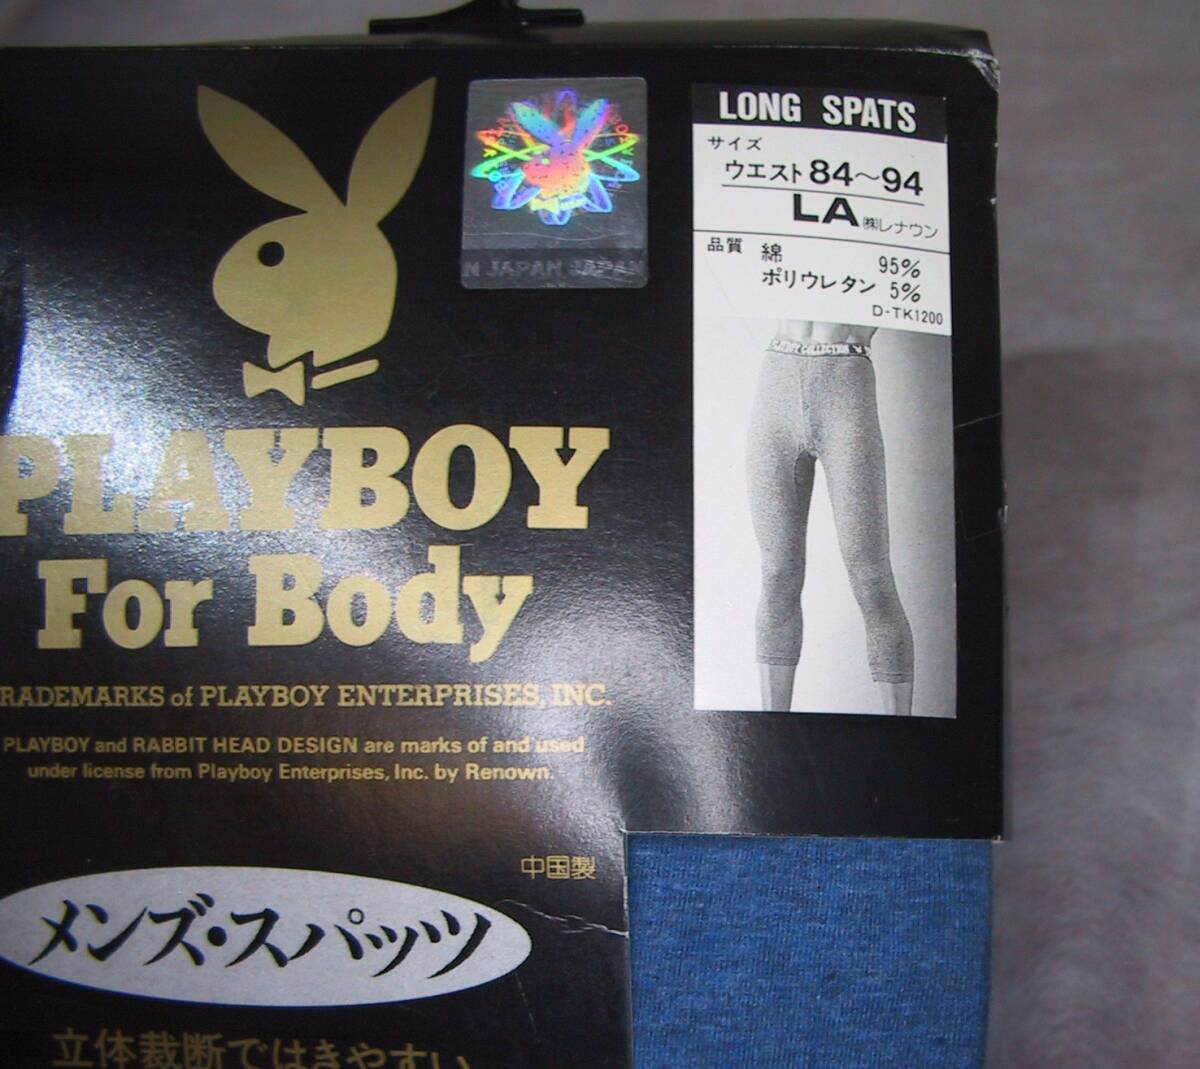 LONG SPATS
サイズ
ウエスト84～94
LA ㈱レナウン
品質 綿 95%
ポリウレタン 5%
D-TK1200
N JAPAN JAPAN
PLAYBOY
For Body
RADEMARKS of PLAYBOY ENTERPRISES, INC.
PLAYBOY and RABBIT HEAD DESIGN are marks of and used
under license from Playboy Enterprises, Inc. by Renown.
中国製
メンズ・スパッツ
立体裁断ではきやすい